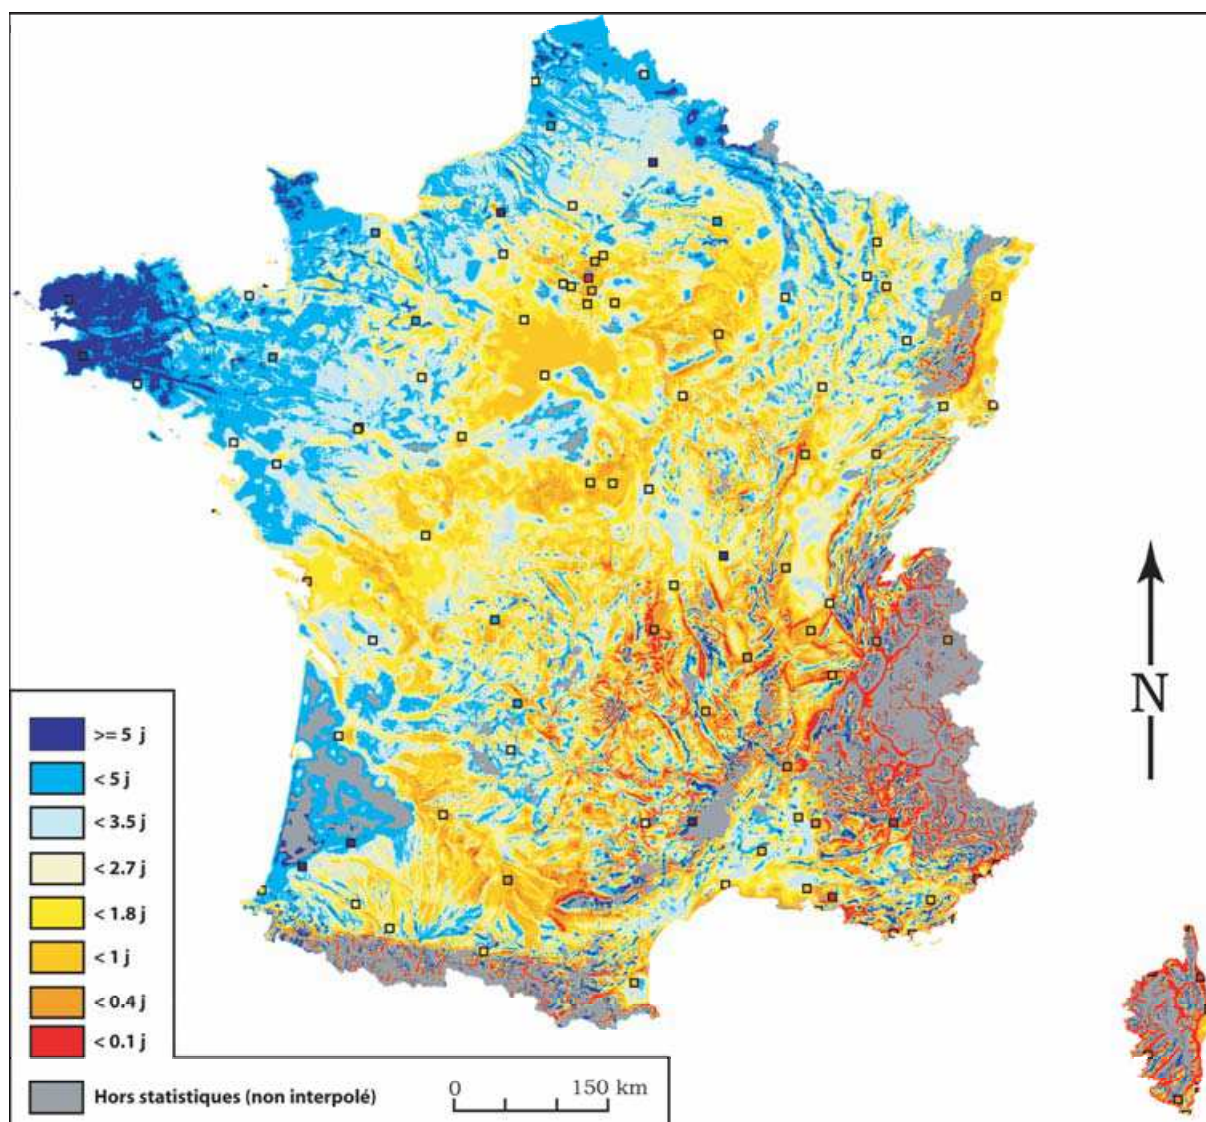 >= 5 j
< 5 j
< 3.5 j
< 2.7 j
< 1.8 j
< 1 j
< 0.4 j
< 0.1 j
Hors statistiques (non interpolé)
0 150 km
N